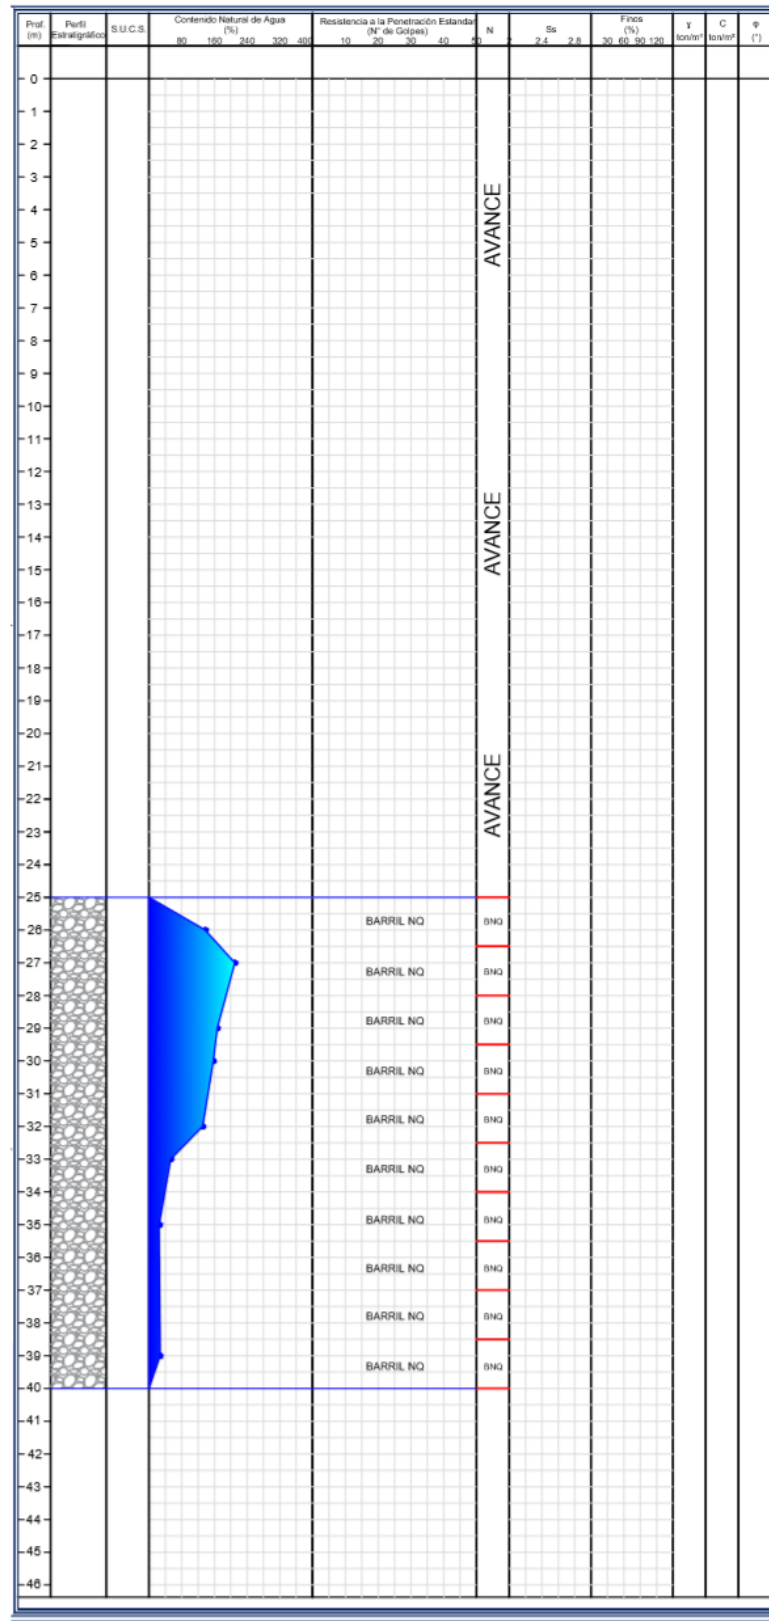 Prof.
(m)
Perfil
Estratigráfico
S.U.C.S.
Contenido Natural de Agua
(%)
80 160 240 320 400
Resistencia a la Penetración Estandar
(N° de Golpes)
10 20 30 40 50
N
Ss
2 2.4 2.8
Finos
(%)
30 60 90 120
γ
ton/m³
C
ton/m²
φ
(°)
0
1
2
3
4
5
6
7
8
9
10
11
12
13
14
15
16
17
18
19
20
21
22
23
24
25
26
27
28
29
30
31
32
33
34
35
36
37
38
39
40
41
42
43
44
45
46
AVANCE
AVANCE
AVANCE
BARRIL NQ BNQ
BARRIL NQ BNQ
BARRIL NQ BNQ
BARRIL NQ BNQ
BARRIL NQ BNQ
BARRIL NQ BNQ
BARRIL NQ BNQ
BARRIL NQ BNQ
BARRIL NQ BNQ
BARRIL NQ BNQ